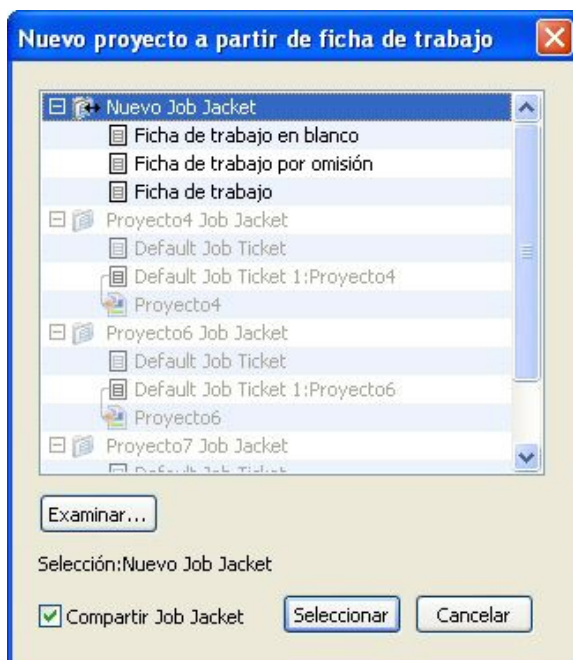 Nuevo proyecto a partir de ficha de trabajo
Nuevo Job Jacket
Ficha de trabajo en blanco
Ficha de trabajo por omisión
Ficha de trabajo
Proyecto4 Job Jacket
Default Job Ticket
Default Job Ticket 1:Proyecto4
Proyecto4
Proyecto6 Job Jacket
Default Job Ticket
Default Job Ticket 1:Proyecto6
Proyecto6
Proyecto7 Job Jacket
Default Job Ticket
Examinar...
Selección:Nuevo Job Jacket
Compartir Job Jacket
Seleccionar
Cancelar